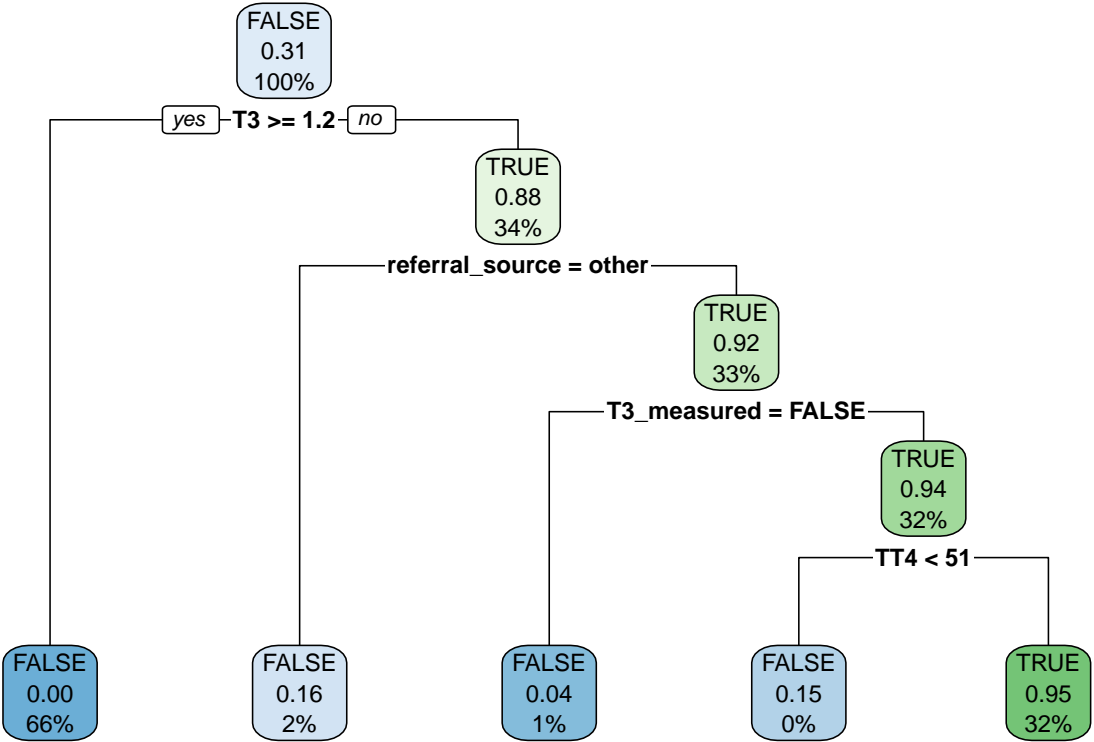 FALSE
0.31
100%
yes T3 >= 1.2 no
TRUE
0.88
34%
referral_source = other
TRUE
0.92
33%
T3_measured = FALSE
TRUE
0.94
32%
TT4 < 51
FALSE
0.00
66%
FALSE
0.16
2%
FALSE
0.04
1%
FALSE
0.15
0%
TRUE
0.95
32%